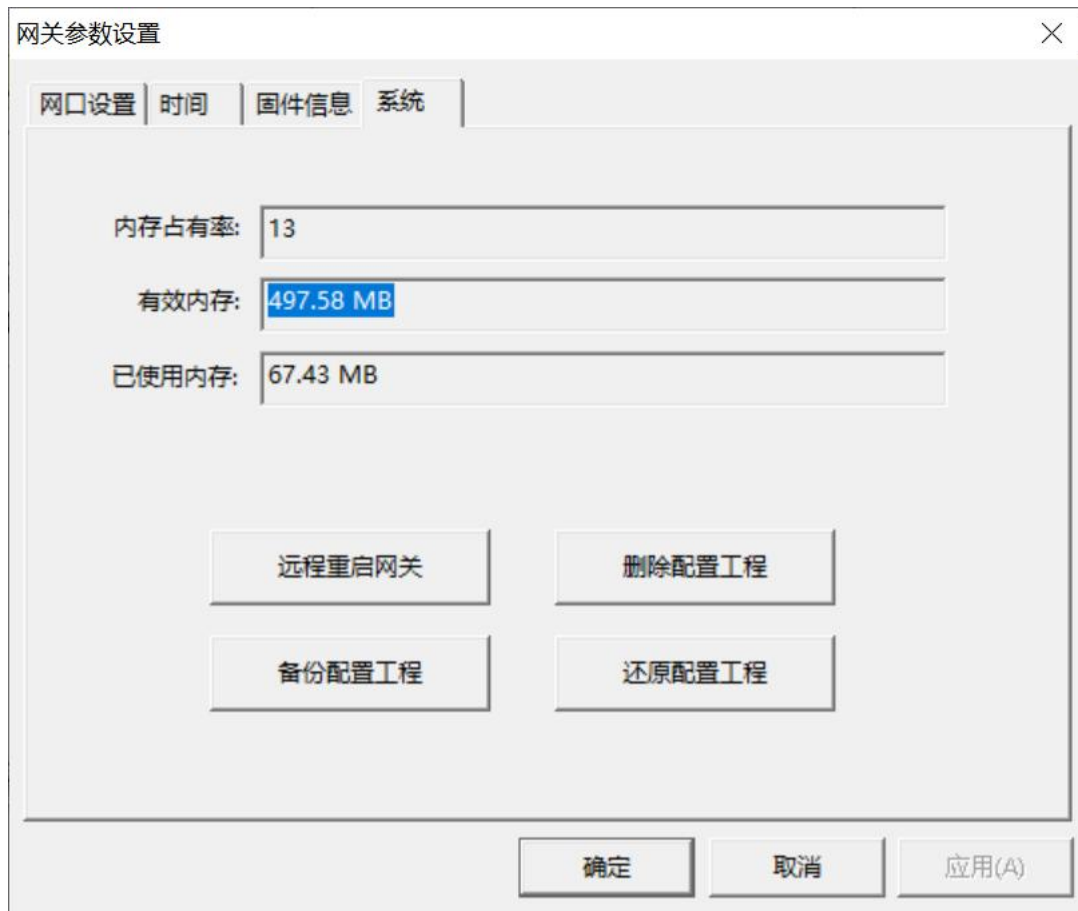 网关参数设置
网口设置 时间 固件信息 系统
内存占有率: 13
有效内存: 497.58 MB
已使用内存: 67.43 MB
远程重启网关 删除配置工程
备份配置工程 还原配置工程
确定 取消 应用(A)